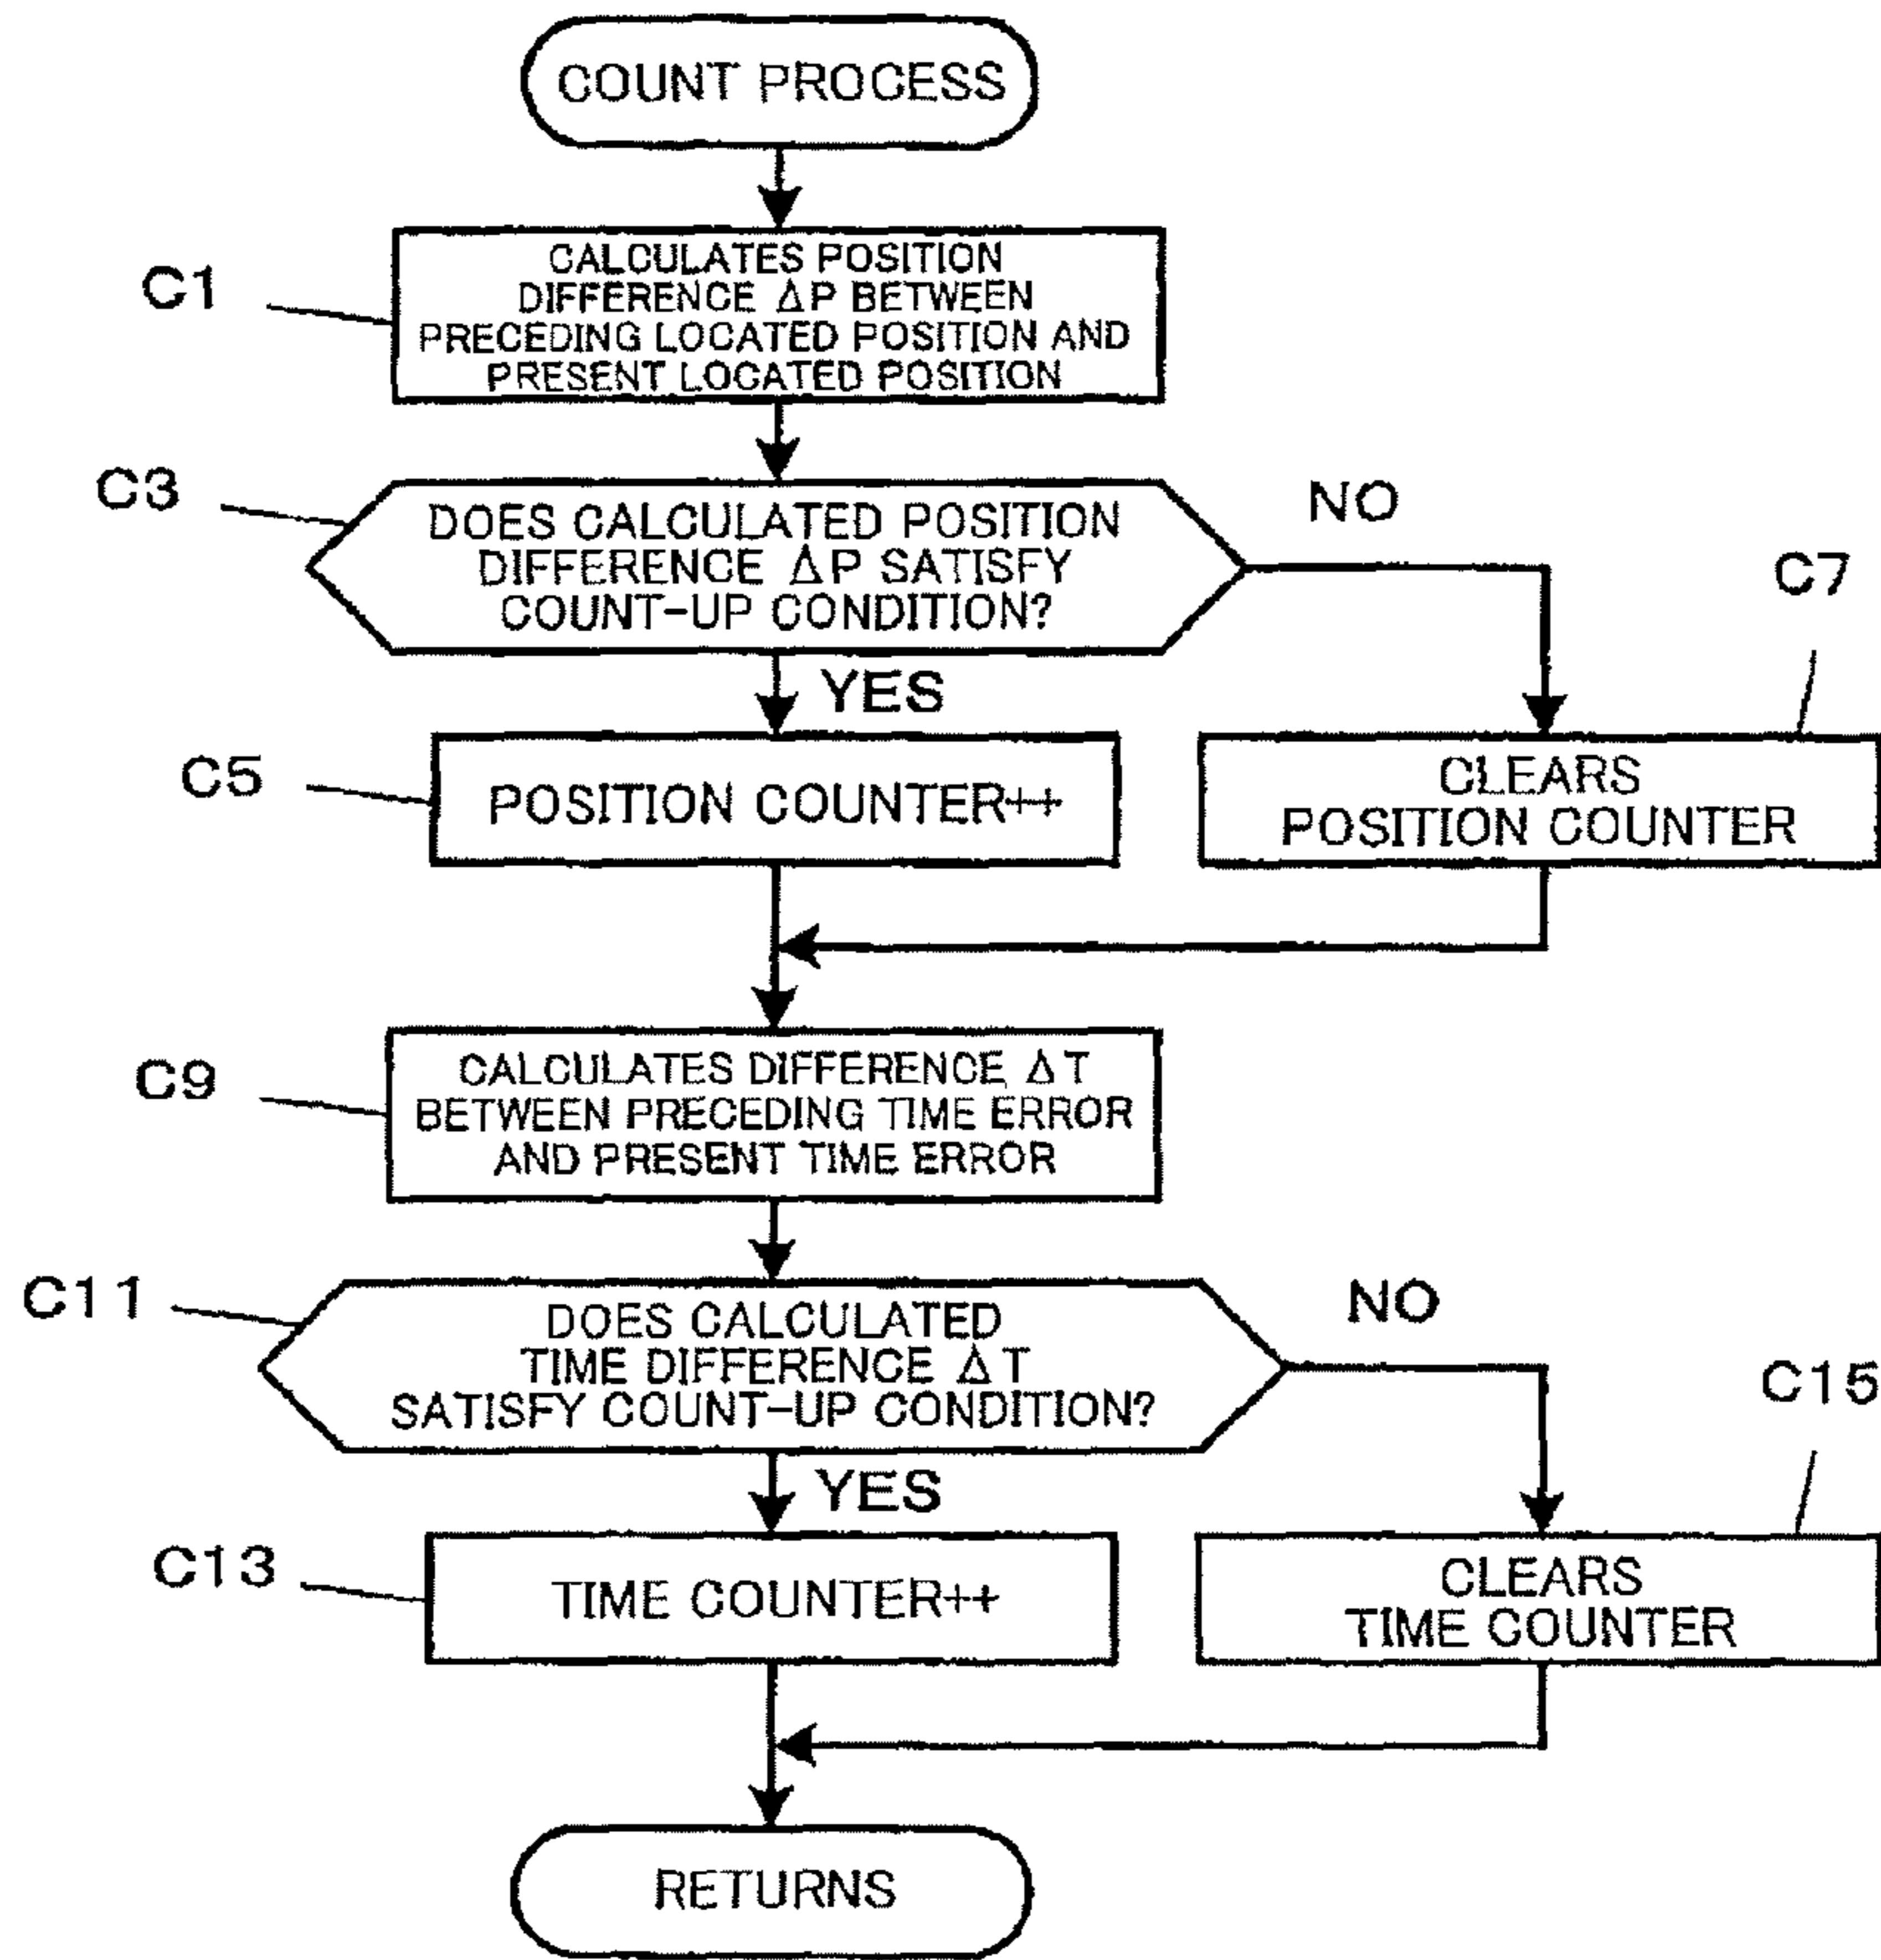 COUNT PROCESS
C1
CALCULATES POSITION
DIFFERENCE ΔP BETWEEN
PRECEDING LOCATED POSITION AND
PRESENT LOCATED POSITION
C3
DOES CALCULATED POSITION
DIFFERENCE ΔP SATISFY
COUNT-UP CONDITION?
NO
YES
C5
POSITION COUNTER++
C7
CLEARS
POSITION COUNTER
C9
CALCULATES DIFFERENCE ΔT
BETWEEN PRECEDING TIME ERROR
AND PRESENT TIME ERROR
C11
DOES CALCULATED
TIME DIFFERENCE ΔT
SATISFY COUNT-UP CONDITION?
NO
YES
C13
TIME COUNTER++
C15
CLEARS
TIME COUNTER
RETURNS